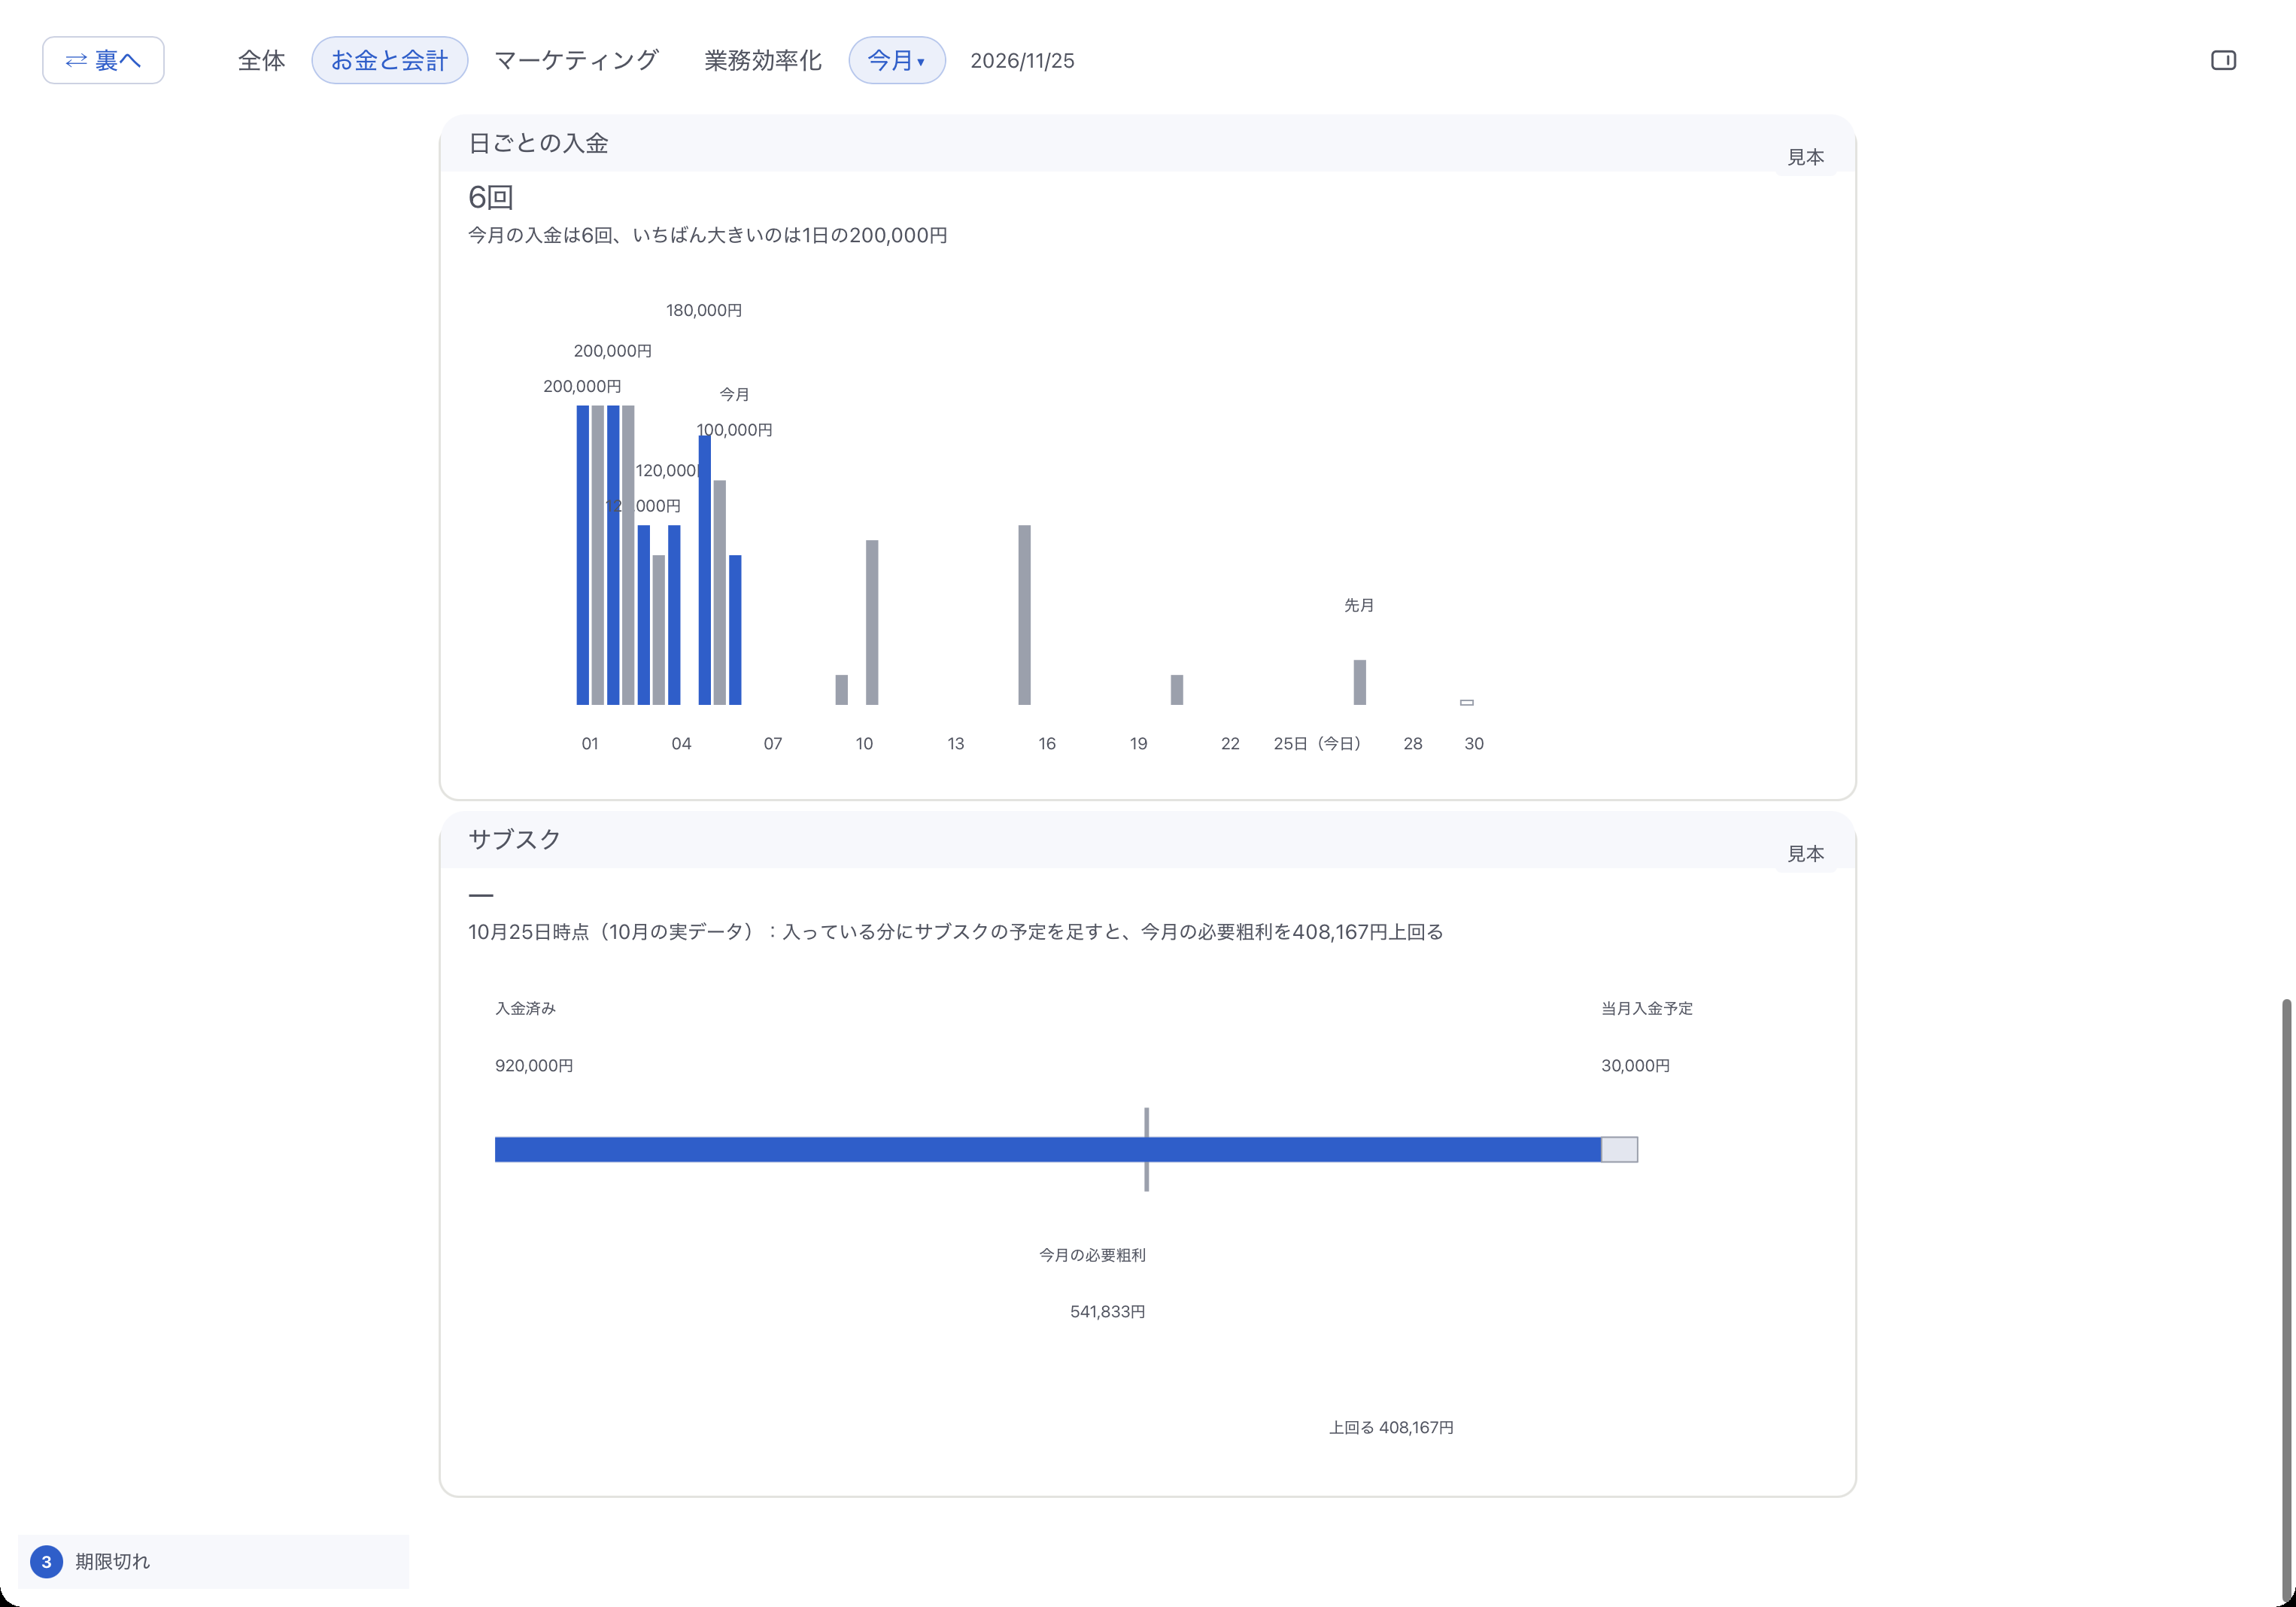 ⇄ 裏へ 全体 お金と会計 マーケティング 業務効率化 今月▾ 2026/11/25
日ごとの入金
見本
6回
今月の入金は6回、いちばん大きいのは1日の200,000円
180,000円
200,000円
200,000円
今月
100,000円
120,000
000円
先月
01 04 07 10 13 16 19 22 25日（今日） 28 30
サブスク
見本
—
10月25日時点（10月の実データ）：入っている分にサブスクの予定を足すと、今月の必要粗利を408,167円上回る
入金済み 当月入金予定
920,000円 30,000円
今月の必要粗利
541,833円
上回る 408,167円
3 期限切れ